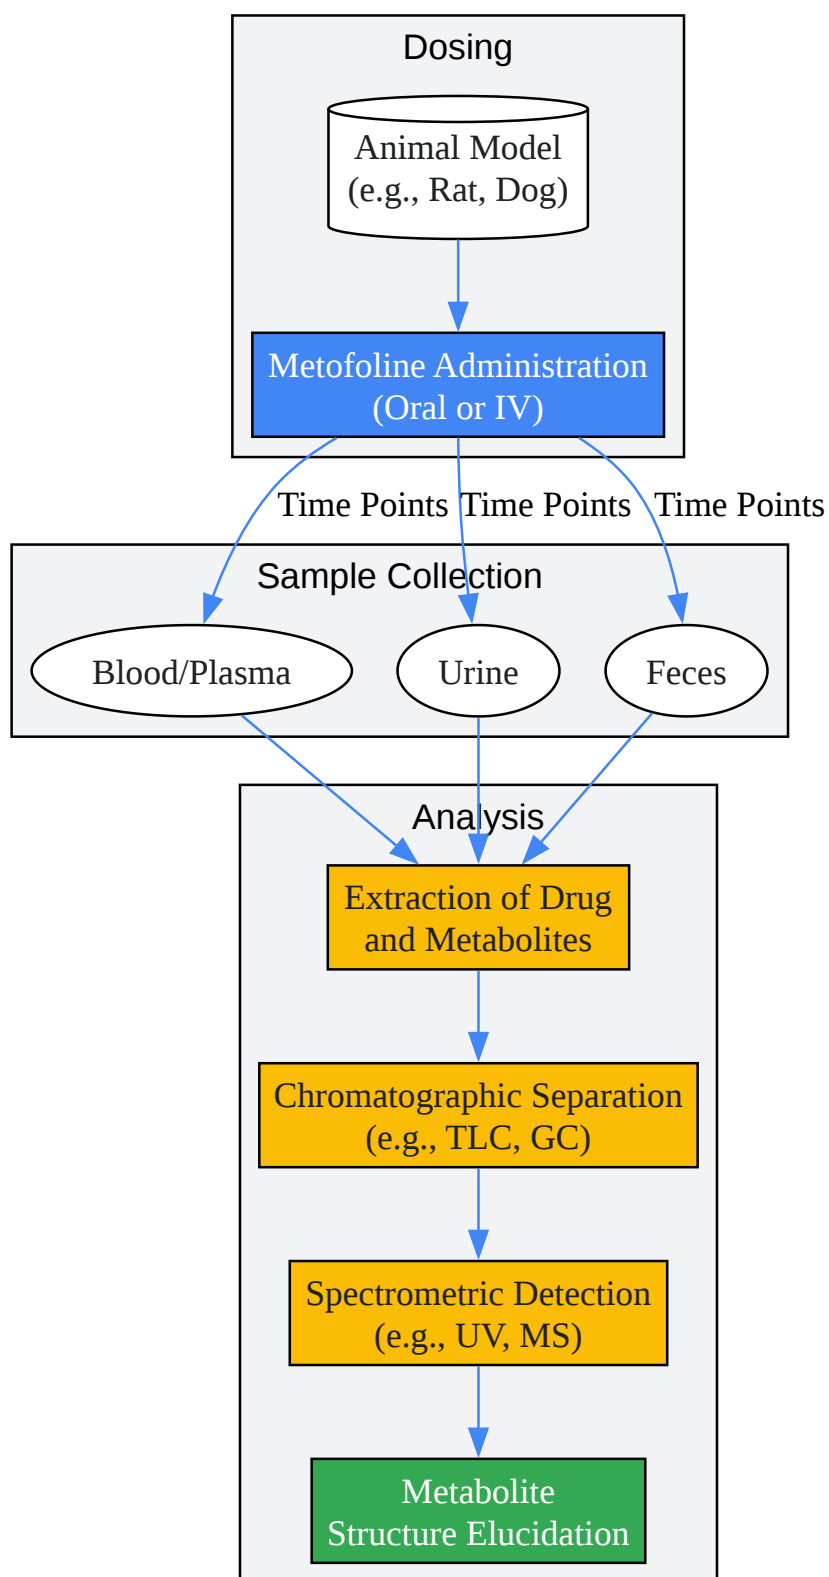 Dosing
Animal Model
(e.g., Rat, Dog)
Metofoline Administration
(Oral or IV)
Time Points
Time Points
Time Points
Sample Collection
Blood/Plasma
Urine
Feces
Analysis
Extraction of Drug
and Metabolites
Chromatographic Separation
(e.g., TLC, GC)
Spectrometric Detection
(e.g., UV, MS)
Metabolite
Structure Elucidation